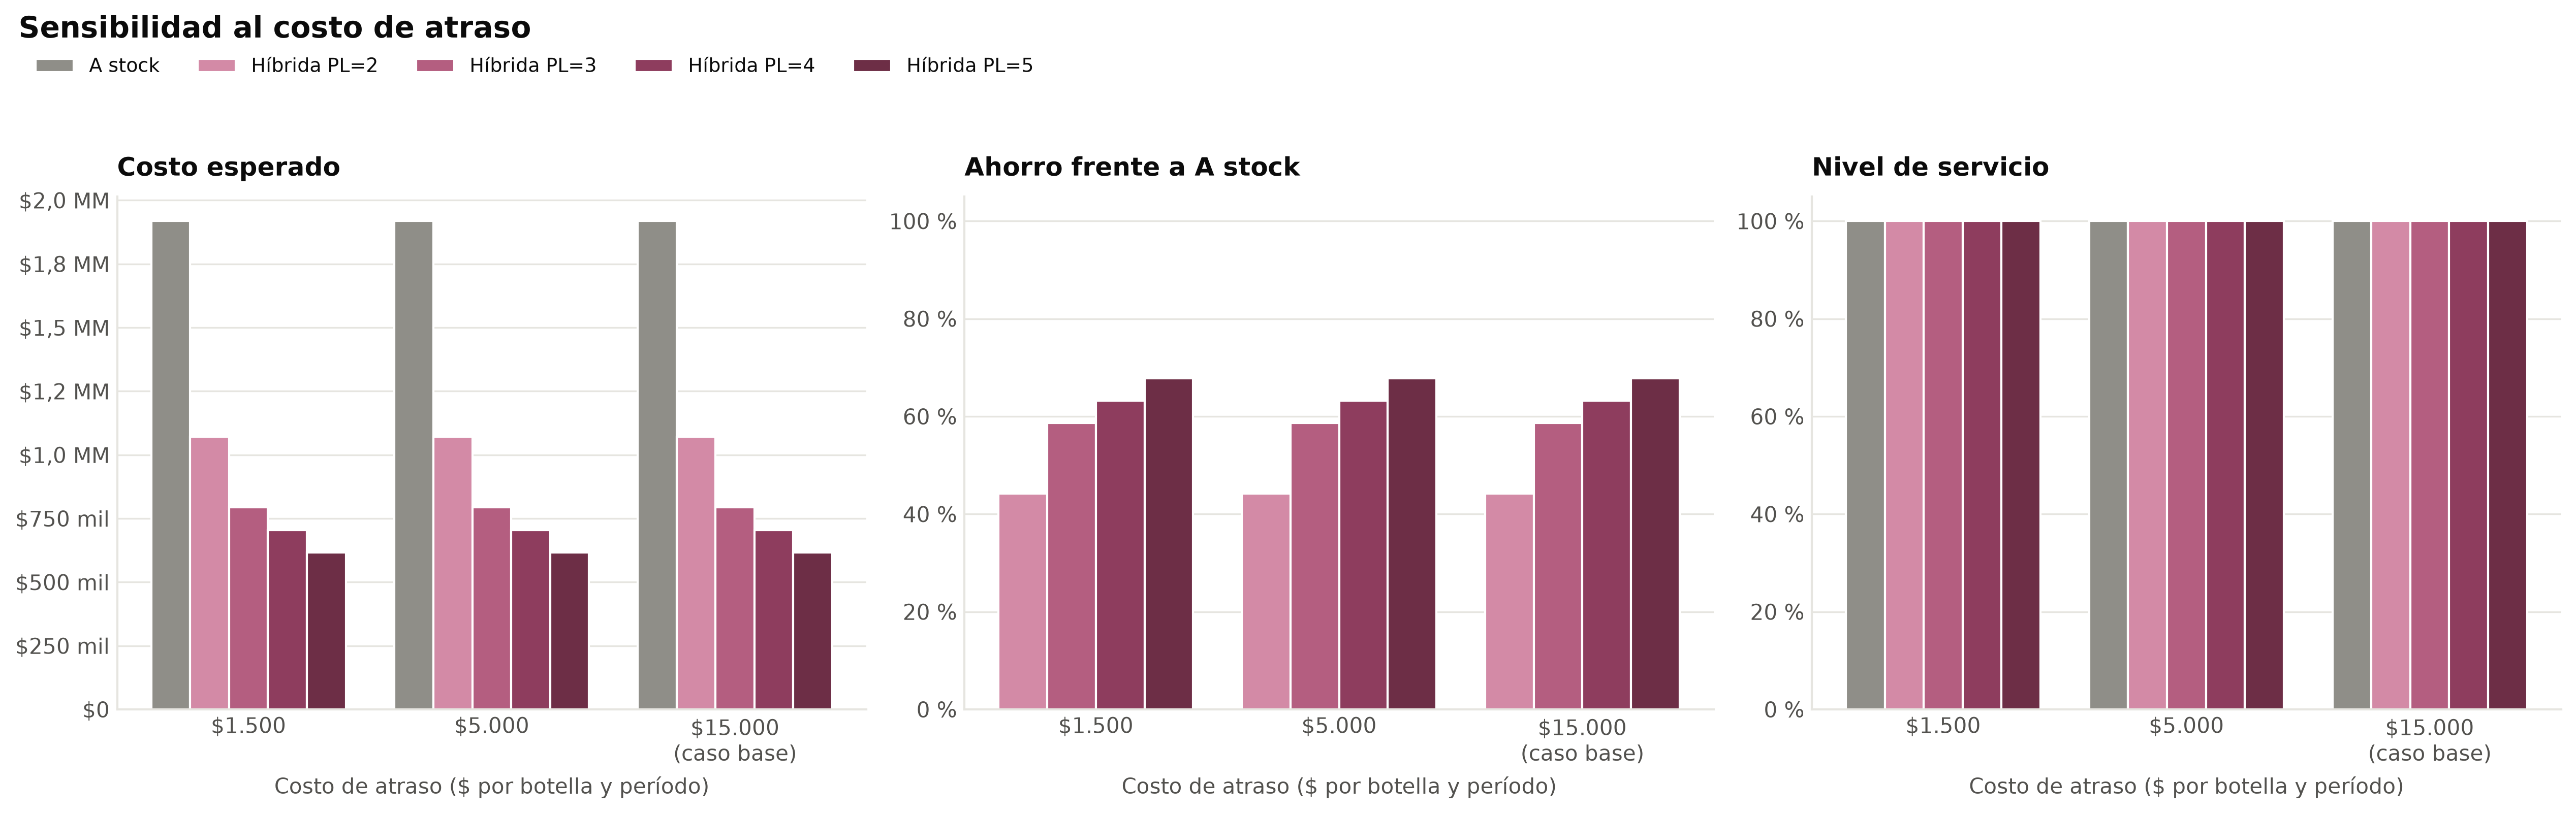 Sensibilidad al costo de atraso
A stock Híbrida PL=2 Híbrida PL=3 Híbrida PL=4 Híbrida PL=5
Costo esperado
$2,0 MM
$1,8 MM
$1,5 MM
$1,2 MM
$1,0 MM
$750 mil
$500 mil
$250 mil
$0
$1.500 $5.000 $15.000
(caso base)
Costo de atraso ($ por botella y período)
Ahorro frente a A stock
100 %
80 %
60 %
40 %
20 %
0 %
$1.500 $5.000 $15.000
(caso base)
Costo de atraso ($ por botella y período)
Nivel de servicio
100 %
80 %
60 %
40 %
20 %
0 %
$1.500 $5.000 $15.000
(caso base)
Costo de atraso ($ por botella y período)